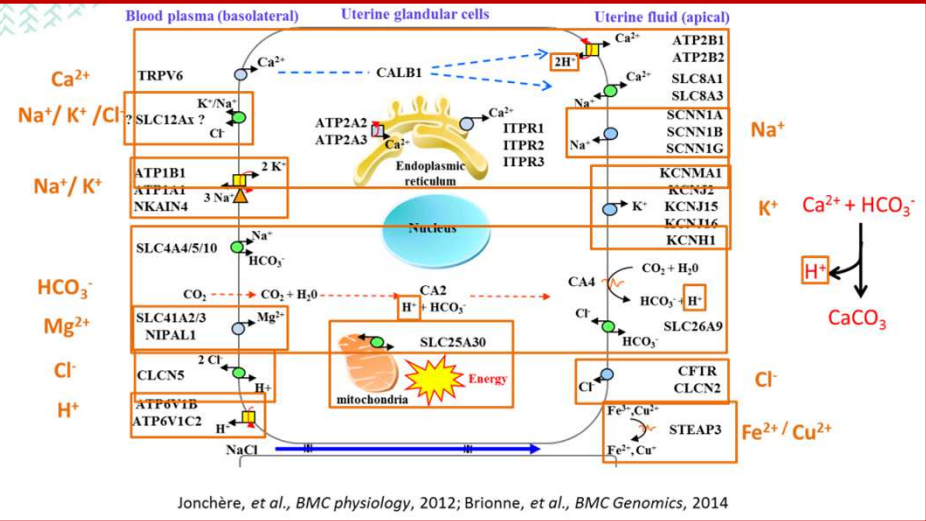 Blood plasma (basolateral)
Uterine glandular cells
Uterine fluid (apical)
Ca²⁺
TRPV6
Ca²⁺
CALB1
2H⁺
Ca²⁺
ATP2B1
ATP2B2
Ca²⁺
Na⁺
SLC8A1
SLC8A3
Na⁺/ K⁺ /Cl⁻
? SLC12Ax ?
K⁺/Na⁺
Cl⁻
ATP2A2
ATP2A3
Ca²⁺
Ca²⁺
ITPR1
ITPR2
ITPR3
Endoplasmic
reticulum
Na⁺
SCNN1A
SCNN1B
SCNN1G
Na⁺
Na⁺/ K⁺
ATP1B1
ATP1A1
NKAIN4
2 K⁺
3 Na⁺
Nucleus
K⁺
KCNMA1
KCNJ2
KCNJ15
KCNJ16
KCNH1
K⁺
Ca²⁺ + HCO₃⁻
H⁺
CaCO₃
HCO₃⁻
SLC4A4/5/10
Na⁺
HCO₃⁻
CO₂
CO₂ + H₂0
CA2
H⁺ + HCO₃⁻
CA4
CO₂ + H₂0
HCO₃⁻ + H⁺
Cl⁻
HCO₃⁻
SLC26A9
Mg²⁺
SLC41A2/3
NIPAL1
Mg²⁺
SLC25A30
Energy
mitochondria
Cl⁻
CLCN5
2 Cl⁻
H+
Cl⁻
CFTR
CLCN2
Cl⁻
H⁺
ATP6V1B
ATP6V1C2
H⁺
Fe³⁺,Cu²⁺
Fe²⁺,Cu⁺
STEAP3
Fe²⁺ / Cu²⁺
NaCl
Jonchère, et al., BMC physiology, 2012; Brionne, et al., BMC Genomics, 2014